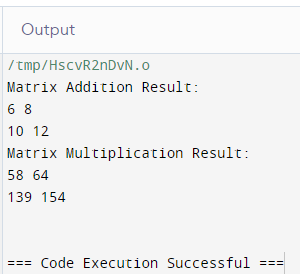 Output
/tmp/HscvR2nDvN.o
Matrix Addition Result:
6 8
10 12
Matrix Multiplication Result:
58 64
139 154
=== Code Execution Successful ===